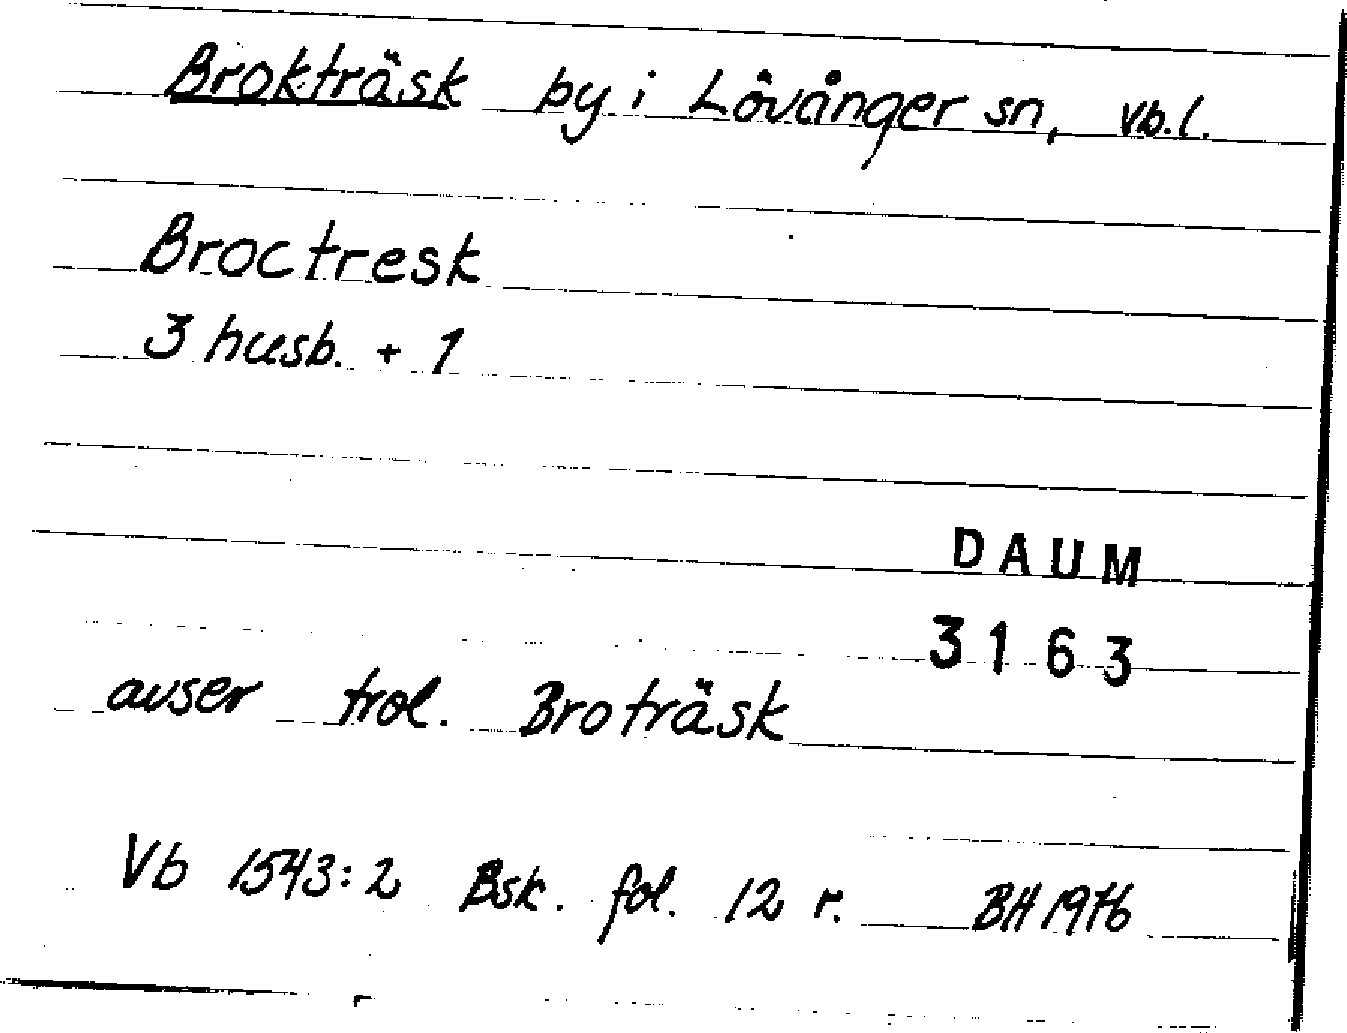 Brokträsk by i Lövånger sn, vb.l.
Broctresk
3 husb. + 1
DAUM
3163
avser trol. Broträsk
Vb 1543:2 Bsk. fol. 12 r. BH 1976